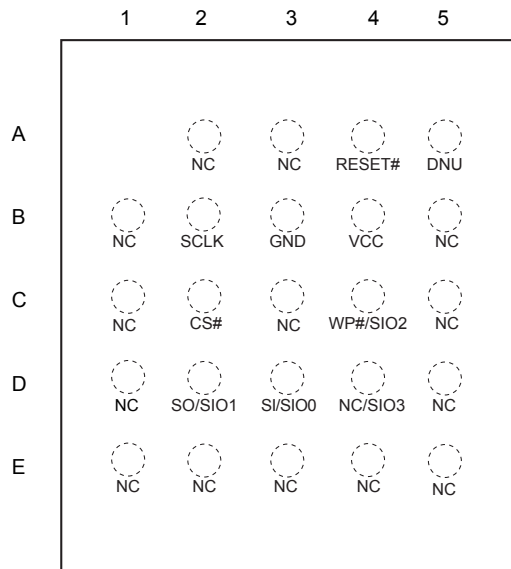 1 2 3 4 5
A
NC NC RESET# DNU
B
NC SCLK GND VCC NC
C
NC CS# NC WP#/SIO2 NC
D
NC SO/SIO1 SI/SIO0 NC/SIO3 NC
E
NC NC NC NC NC